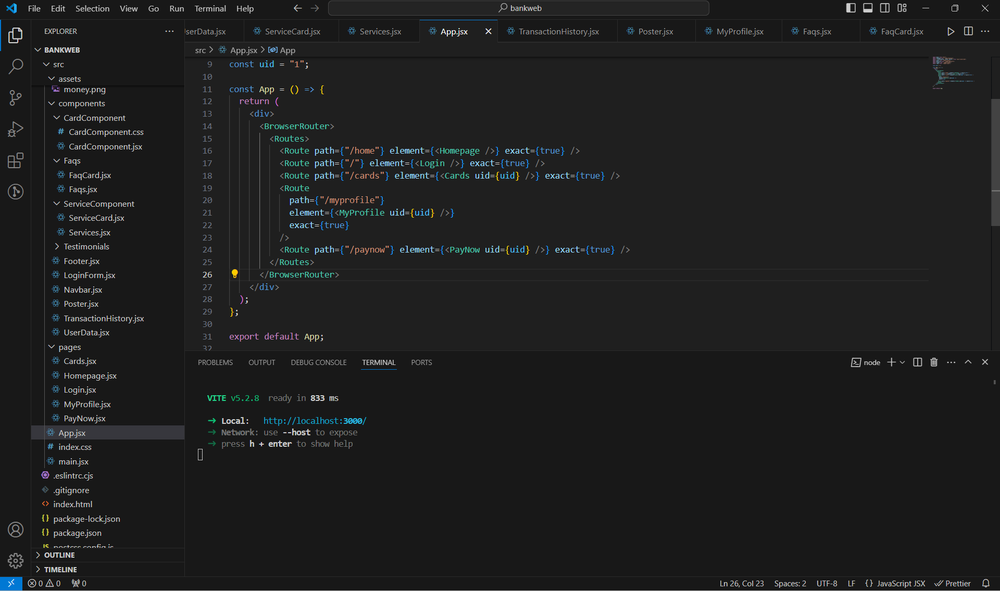 File Edit Selection View Go Run Terminal Help
bankweb
EXPLORER
serData.jsx ServiceCard.jsx Services.jsx App.jsx TransactionHistory.jsx Poster.jsx MyProfile.jsx Faqs.jsx FaqCard.jsx
src > App.jsx > App
BANKWEB
src
assets
money.png
components
CardComponent
# CardComponent.css
CardComponent.jsx
Faqs
FaqCard.jsx
Faqs.jsx
ServiceComponent
ServiceCard.jsx
Services.jsx
Testimonials
Footer.jsx
LoginForm.jsx
Navbar.jsx
Poster.jsx
TransactionHistory.jsx
UserData.jsx
pages
Cards.jsx
Homepage.jsx
Login.jsx
MyProfile.jsx
PayNow.jsx
App.jsx
# index.css
main.jsx
.eslintrc.cjs
.gitignore
<> index.html
{} package-lock.json
{} package.json
JS postcss.config.js
OUTLINE
TIMELINE
9 const uid = "1";
10
11 const App = () => {
12 return (
13 <div>
14 <BrowserRouter>
15 <Routes>
16 <Route path={"/home"} element={<Homepage />} exact={true} />
17 <Route path={"/"} element={<Login />} exact={true} />
18 <Route path={"/cards"} element={<Cards uid={uid} />} exact={true} />
19 <Route
20 path={"/myprofile"}
21 element={<MyProfile uid={uid} />}
22 exact={true}
23 />
24 <Route path={"/paynow"} element={<PayNow uid={uid} />} exact={true} />
25 </Routes>
26 </BrowserRouter>
27 </div>
28 );
29 };
30
31 export default App;
32
PROBLEMS OUTPUT DEBUG CONSOLE TERMINAL PORTS
node
VITE v5.2.8 ready in 833 ms
➜ Local: http://localhost:3000/
➜ Network: use --host to expose
➜ press h + enter to show help
0 0 0
Ln 26, Col 23 Spaces: 2 UTF-8 LF {} JavaScript JSX Prettier